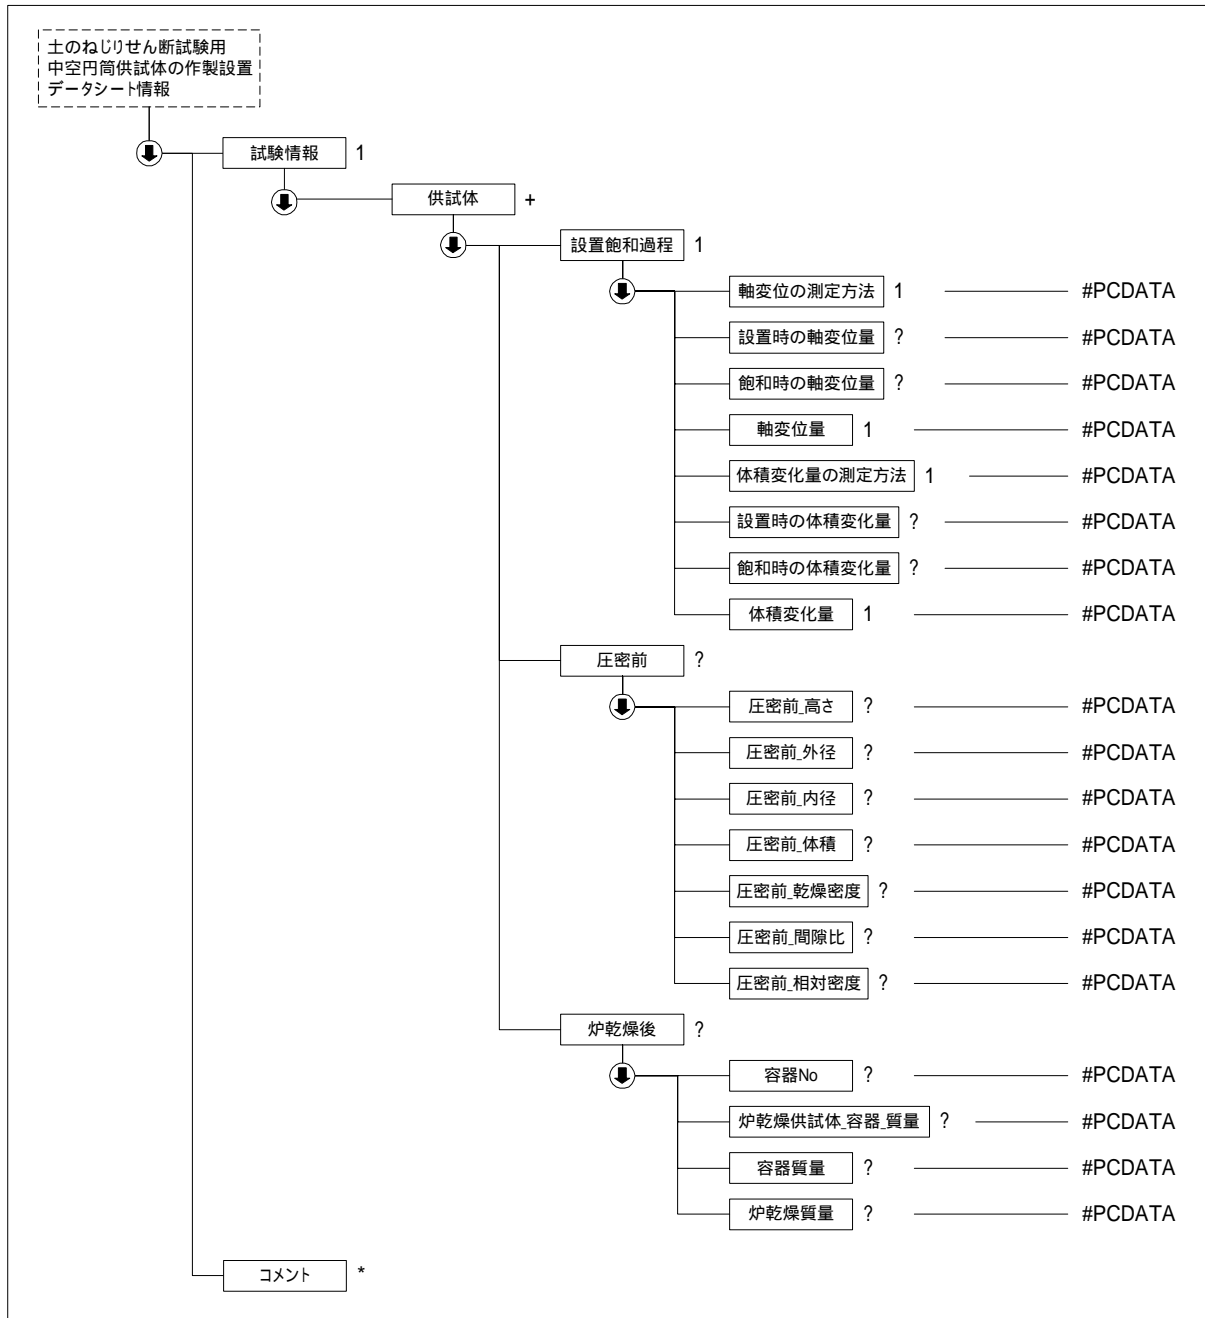 土のねじりせん断試験用
中空円筒供試体の作製設置
データシート情報
試験情報 1
供試体 +
設置飽和過程 1
軸変位の測定方法 1 #PCDATA
設置時の軸変位量 ? #PCDATA
飽和時の軸変位量 ? #PCDATA
軸変位量 1 #PCDATA
体積変化量の測定方法 1 #PCDATA
設置時の体積変化量 ? #PCDATA
飽和時の体積変化量 ? #PCDATA
体積変化量 1 #PCDATA
圧密前 ?
圧密前_高さ ? #PCDATA
圧密前_外径 ? #PCDATA
圧密前_内径 ? #PCDATA
圧密前_体積 ? #PCDATA
圧密前_乾燥密度 ? #PCDATA
圧密前_間隙比 ? #PCDATA
圧密前_相対密度 ? #PCDATA
炉乾燥後 ?
容器No ? #PCDATA
炉乾燥供試体_容器_質量 ? #PCDATA
容器質量 ? #PCDATA
炉乾燥質量 ? #PCDATA
コメント *